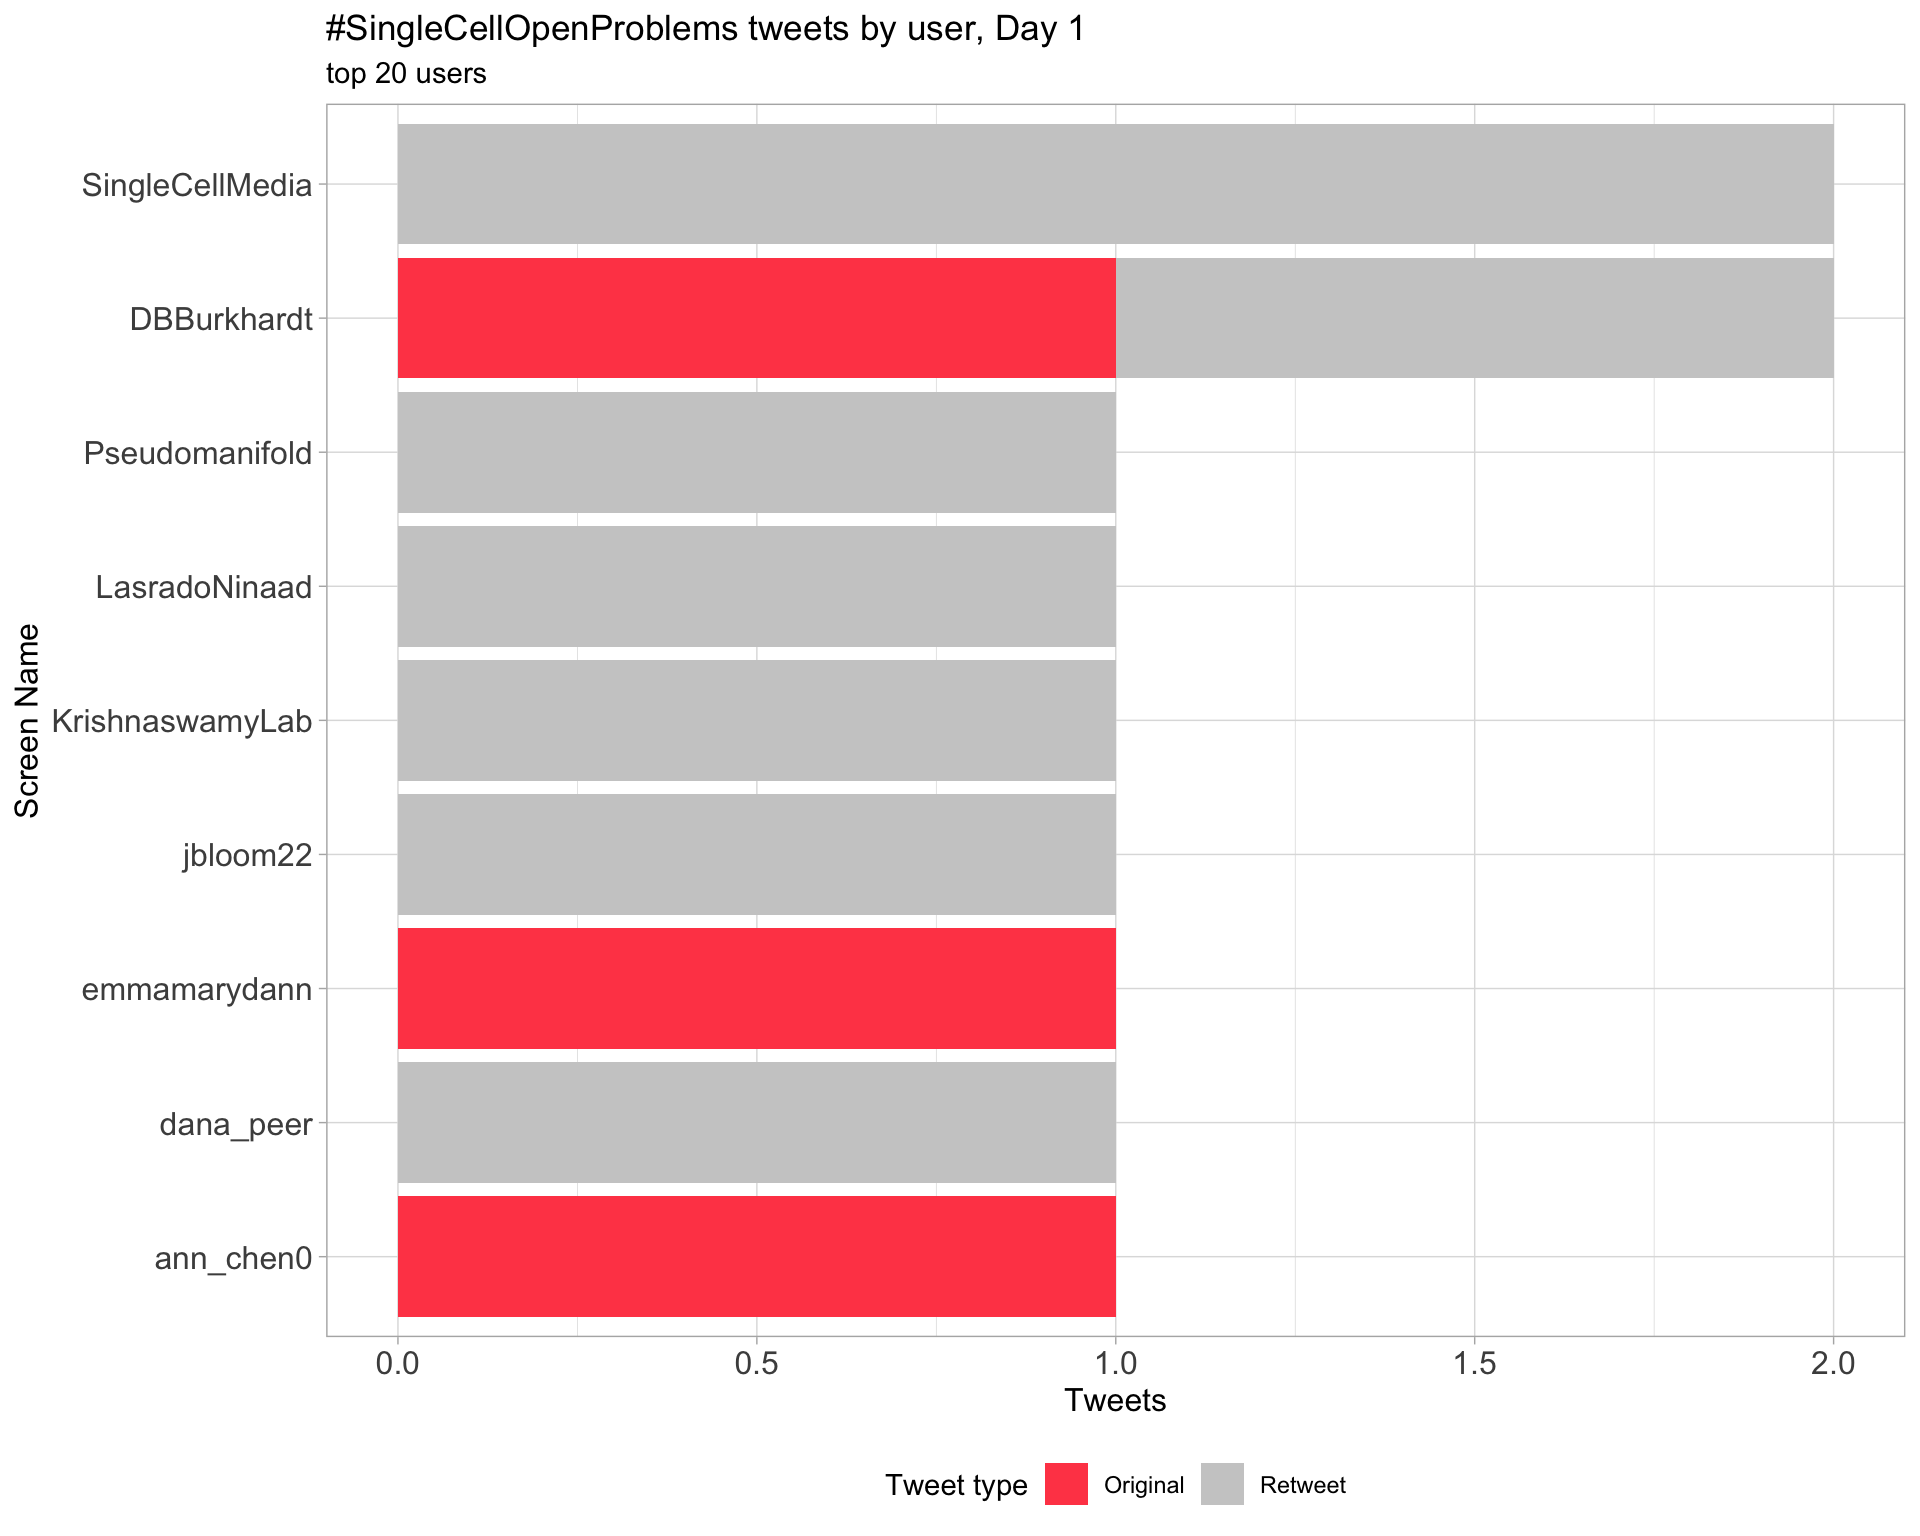 #SingleCellOpenProblems tweets by user, Day 1
top 20 users
Screen Name
SingleCellMedia
DBBurkhardt
Pseudomanifold
LasradoNinaad
KrishnaswamyLab
jbloom22
emmamarydann
dana_peer
ann_chen0
0.0 0.5 1.0 1.5 2.0
Tweets
Tweet type Original Retweet